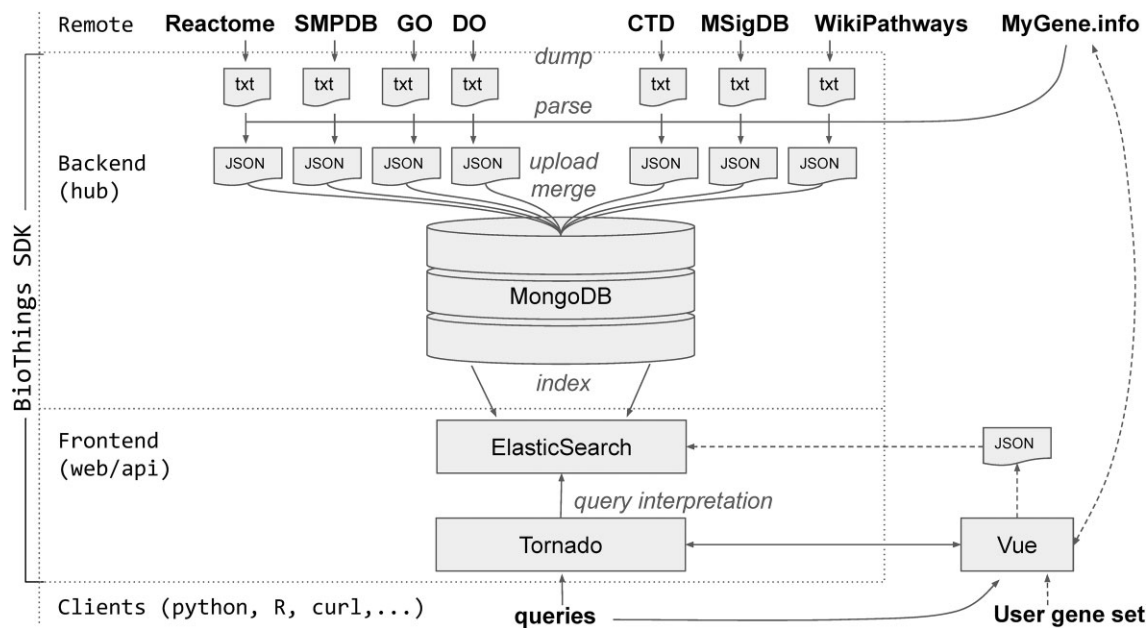 Remote Reactome SMPDB GO DO CTD MSigDB WikiPathways MyGene.info
dump
txt txt txt txt txt txt txt
parse
JSON JSON JSON JSON JSON JSON JSON
Backend
(hub)
upload
merge
BioThings SDK
MongoDB
index
Frontend
(web/api)
ElasticSearch
JSON
query interpretation
Tornado
Vue
Clients (python, R, curl,...)
queries
User gene set